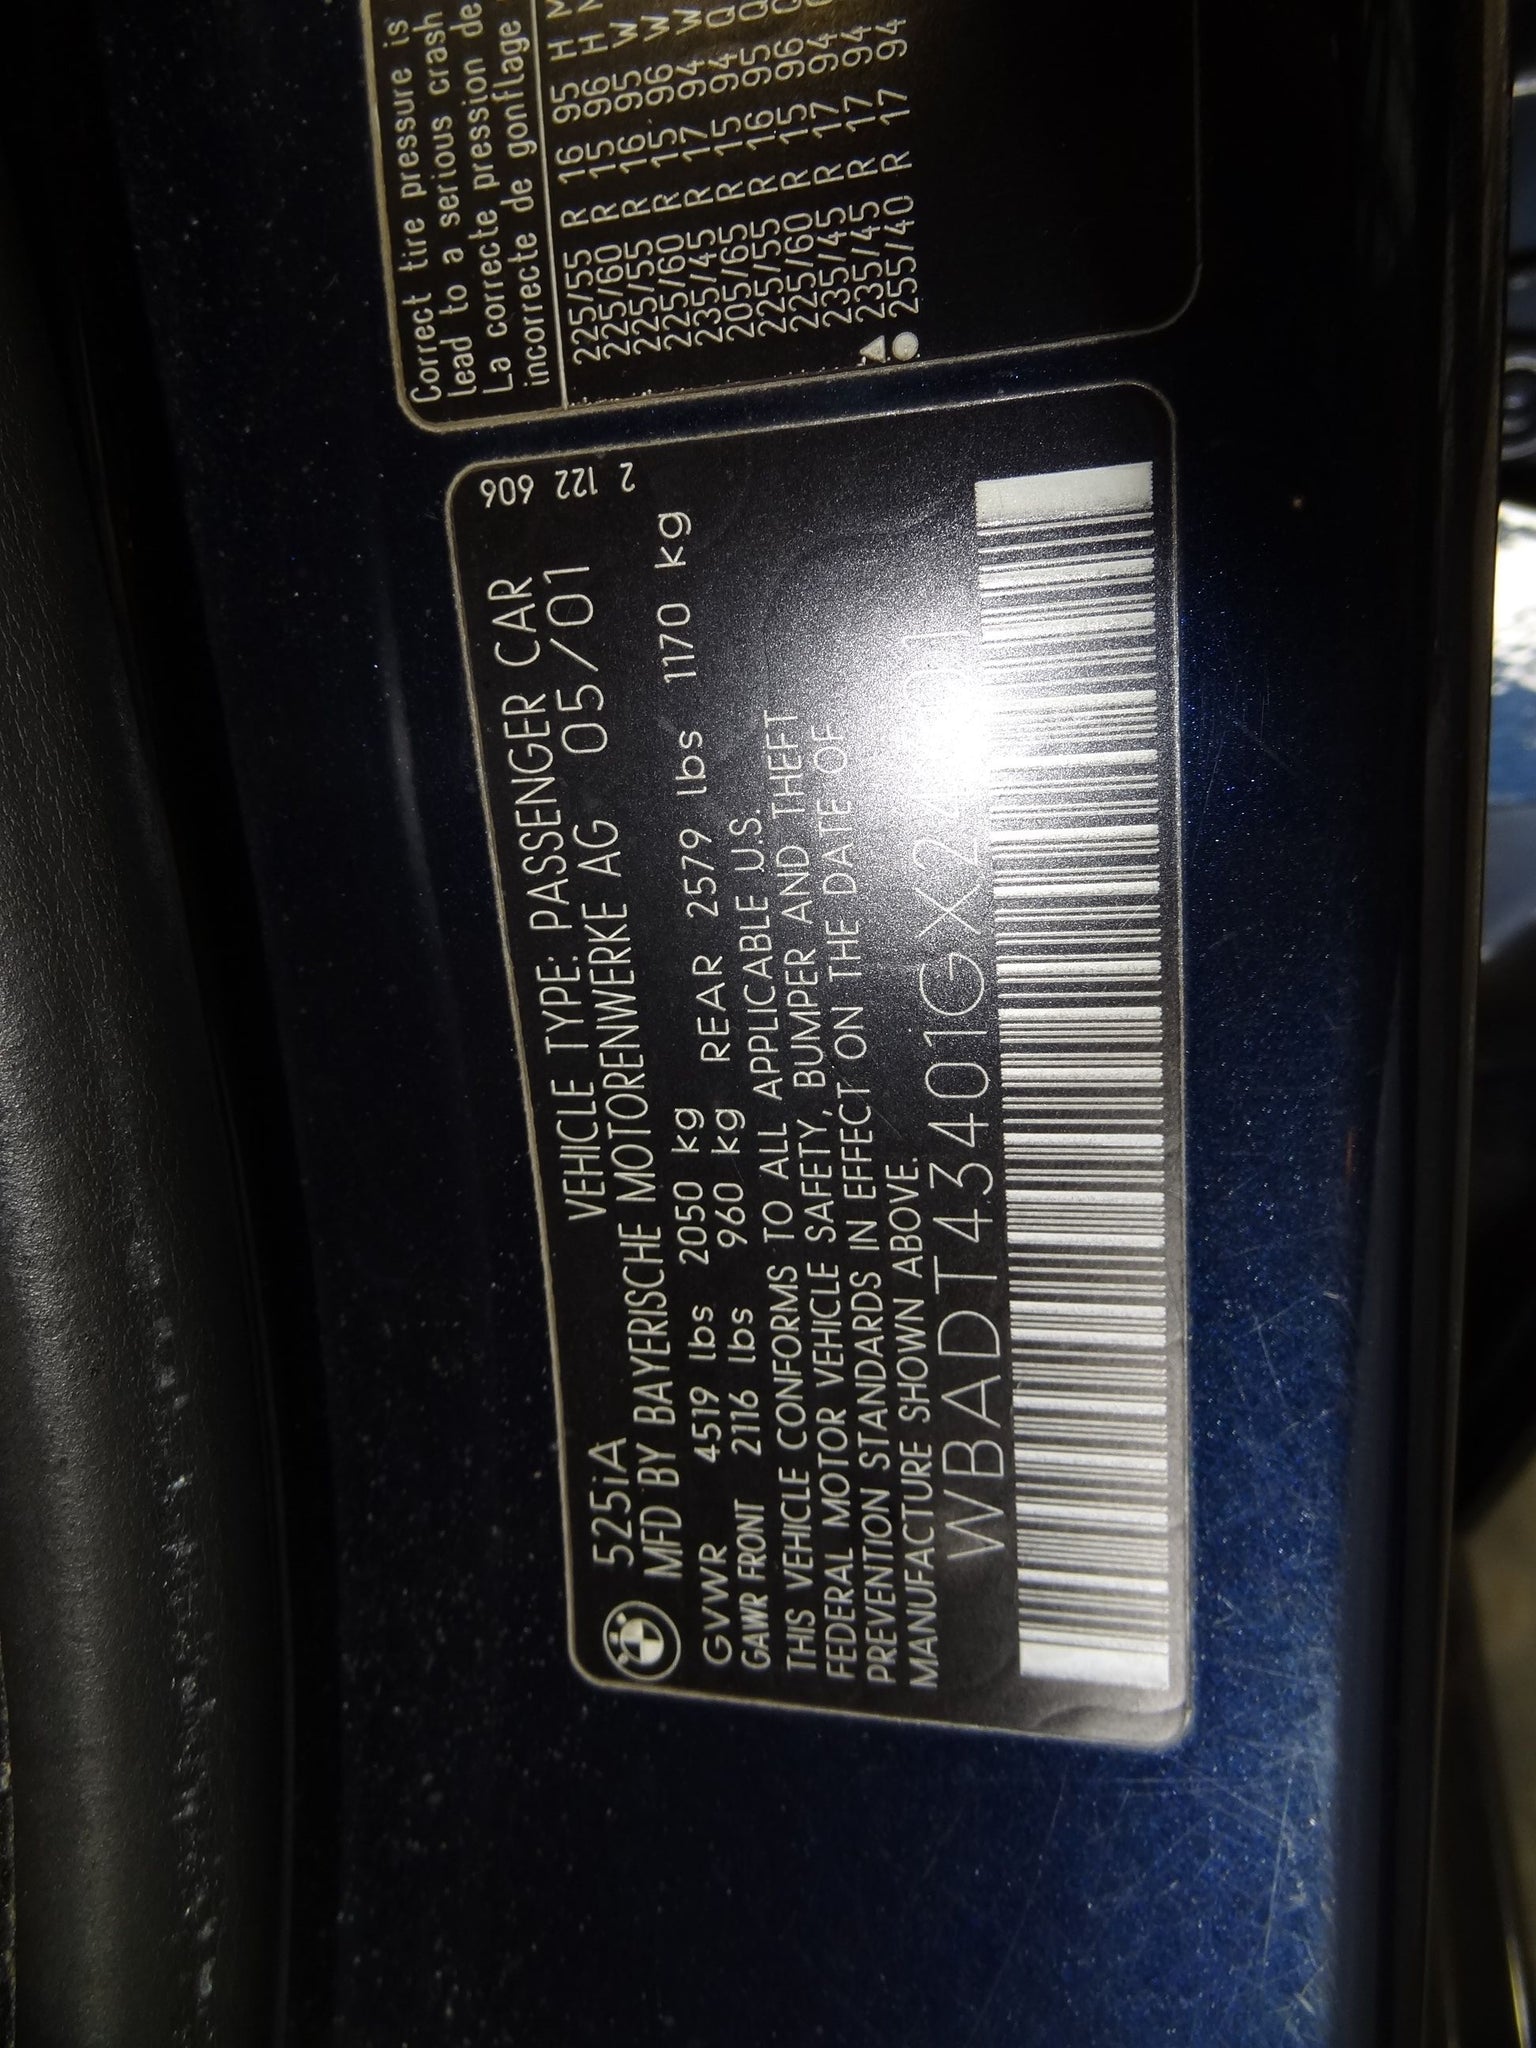 525iA VEHICLE TYPE: PASSENGER CAR
MFD BY BAYERISCHE MOTORENWERKE AG 05/01
GVWR 4519 lbs 2050 kg
GAWR FRONT 2116 lbs 960 kg REAR 2579 lbs 1170 kg
THIS VEHICLE CONFORMS TO ALL APPLICABLE U.S.
FEDERAL MOTOR VEHICLE SAFETY, BUMPER AND THEFT
PREVENTION STANDARDS IN EFFECT ON THE DATE OF
MANUFACTURE SHOWN ABOVE.
2 122 606
Correct tire pressure is
lead to a serious crash
La correcte pression de
incorrecte de gonflage
225/55 R 16 95 H
225/60 R 15 96 H
225/55 R 16 95 W
225/60 R 15 96 W
235/45 R 17 94 W
205/65 R 15 94 Q
225/55 R 16 95 Q
225/60 R 15 96 Q
235/45 R 17 94
235/45 R 17 94
255/40 R 17 94